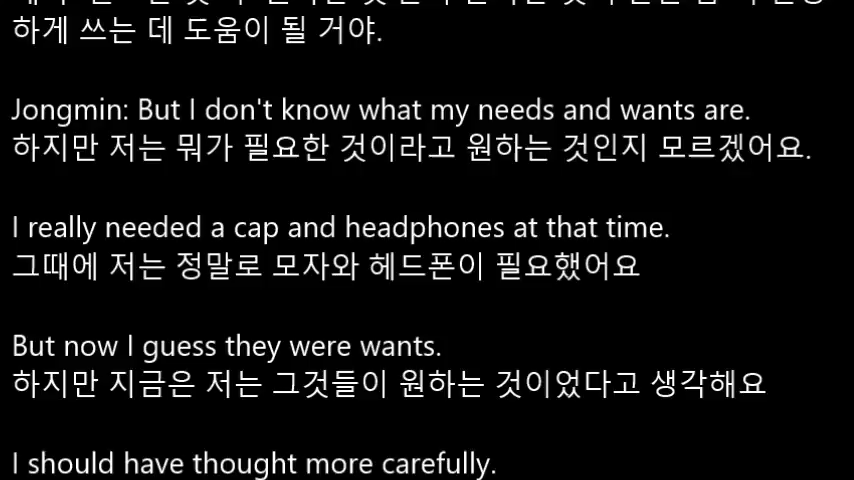 하게 쓰는 데 도움이 될 거야.
Jongmin: But I don't know what my needs and wants are.
하지만 저는 뭐가 필요한 것이라고 원하는 것인지 모르겠어요.
I really needed a cap and headphones at that time.
그때에 저는 정말로 모자와 헤드폰이 필요했어요
But now I guess they were wants.
하지만 지금은 저는 그것들이 원하는 것이었다고 생각해요
I should have thought more carefully.